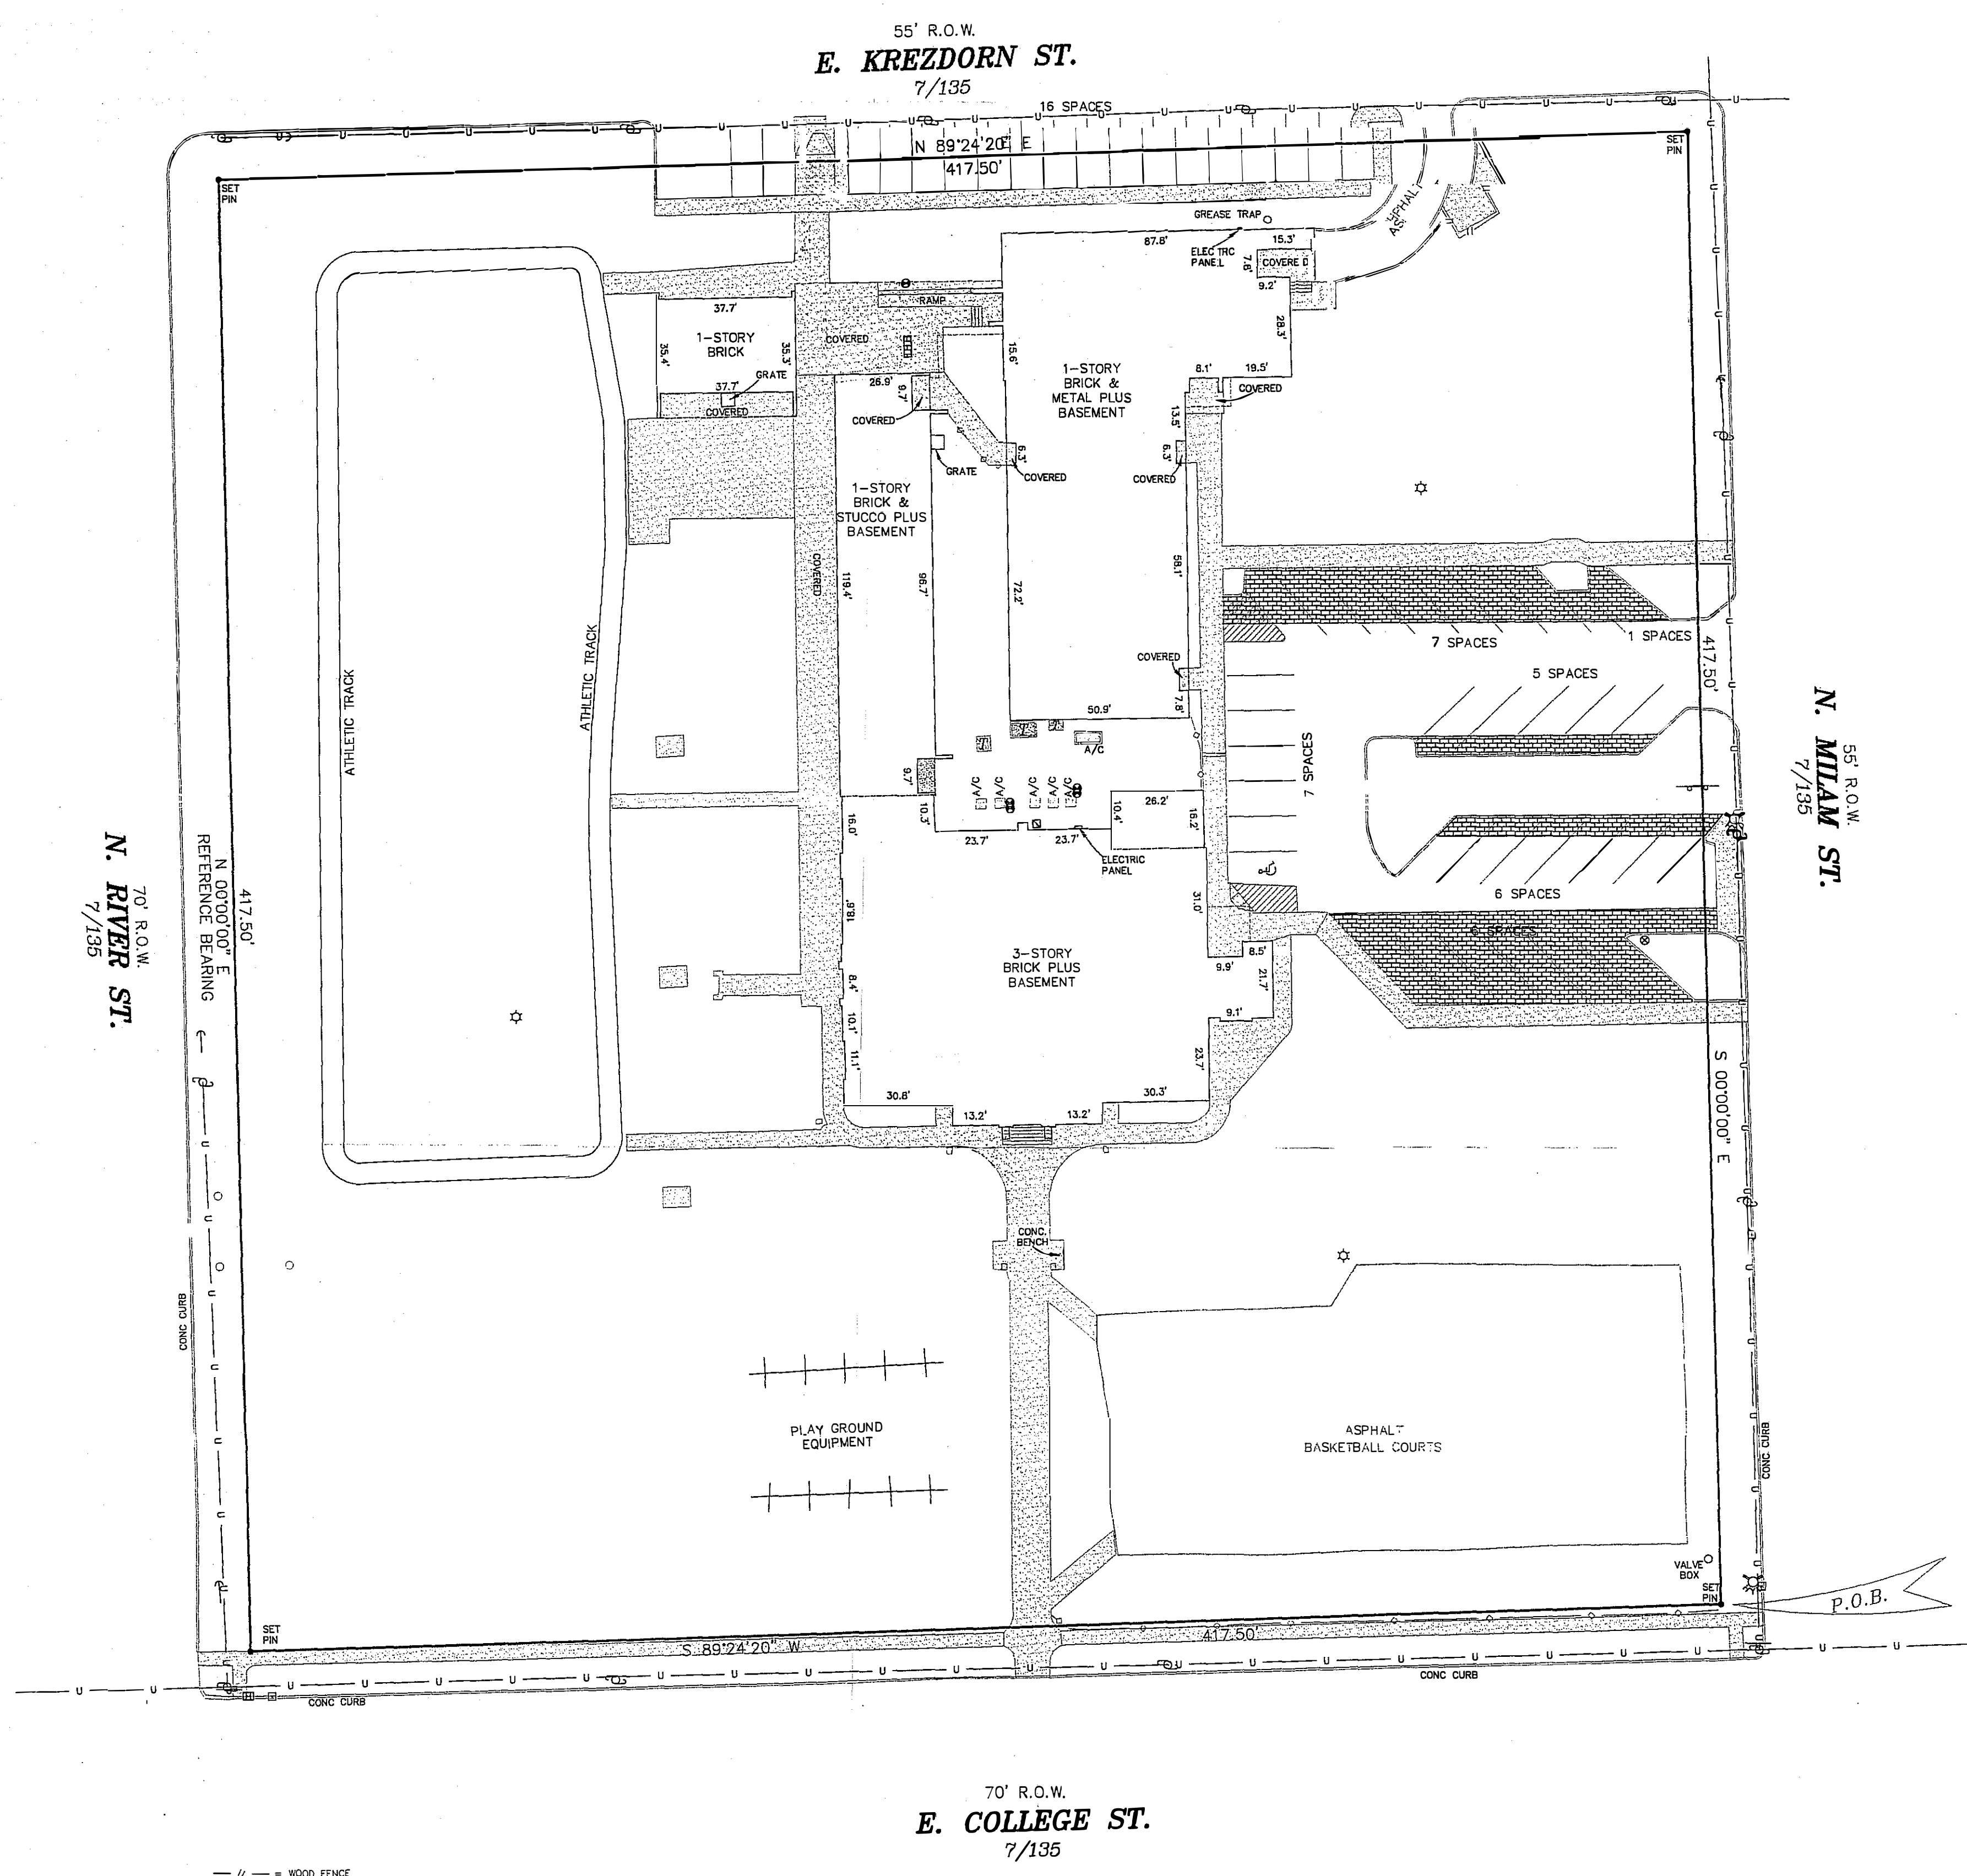 55' R.O.W.
E. KREZDORN ST.
7/135
16 SPACES
N 89°24'20" E
417.50'
SET
PIN
SET
PIN
GREASE TRAP
ASPHALT
87.8'
ELECTRIC
PANEL
15.3'
7.6'
COVERED
9.2'
28.3'
RAMP
37.7'
1-STORY
BRICK
35.4'
35.3'
COVERED
GRATE
37.7'
COVERED
15.6'
1-STORY
BRICK &
METAL PLUS
BASEMENT
8.1'
19.5'
COVERED
26.9'
9.7'
COVERED
13.5'
6.3'
COVERED
6.3'
COVERED
GRATE
1-STORY
BRICK &
STUCCO PLUS
BASEMENT
COVERED
119.4'
96.7'
72.2'
58.1'
COVERED
7.8'
50.9'
A/C
ATHLETIC TRACK
ATHLETIC TRACK
7 SPACES
1 SPACES
5 SPACES
417.50'
7 SPACES
6 SPACES
6 SPACES
55' R.O.W.
N. MILAM ST.
7/135
9.7'
10.3'
A/C
A/C
A/C
A/C
A/C
23.7'
23.7'
10.4'
26.2'
16.2'
ELECTRIC
PANEL
16.0'
18.6'
8.4'
10.1'
11.1'
31.0'
3-STORY
BRICK PLUS
BASEMENT
9.9'
8.5'
21.7'
9.1'
23.7'
30.8'
13.2'
13.2'
30.3'
70' R.O.W.
N. RIVER ST.
7/135
417.50'
N 00°00'00" E
REFERENCE BEARING
S 00°00'00" E
CONC.
BENCH
CONC CURB
PLAY GROUND
EQUIPMENT
ASPHALT
BASKETBALL COURTS
CONC CURB
VALVE
BOX
SET
PIN
P.O.B.
SET
PIN
S 89°24'20" W
417.50'
CONC CURB
CONC CURB
70' R.O.W.
E. COLLEGE ST.
7/135
— // — = WOOD FENCE